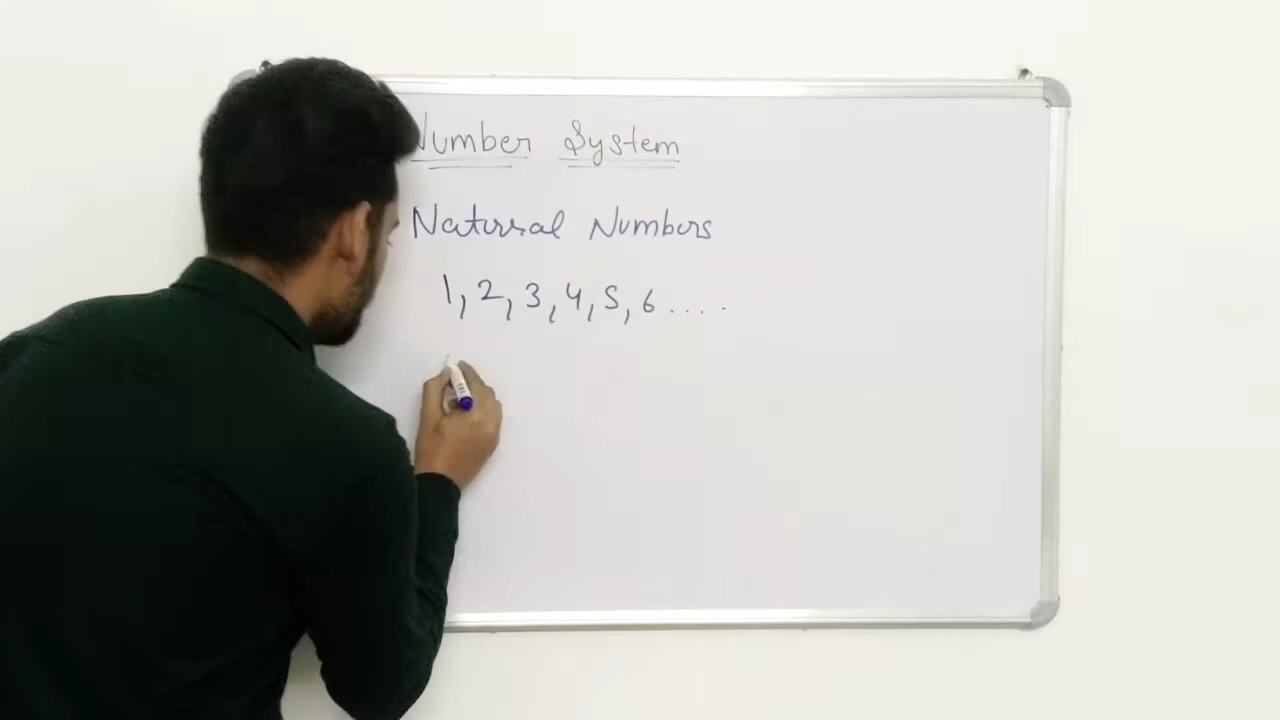 Number System
Natural Numbers
1, 2, 3, 4, 5, 6 ....